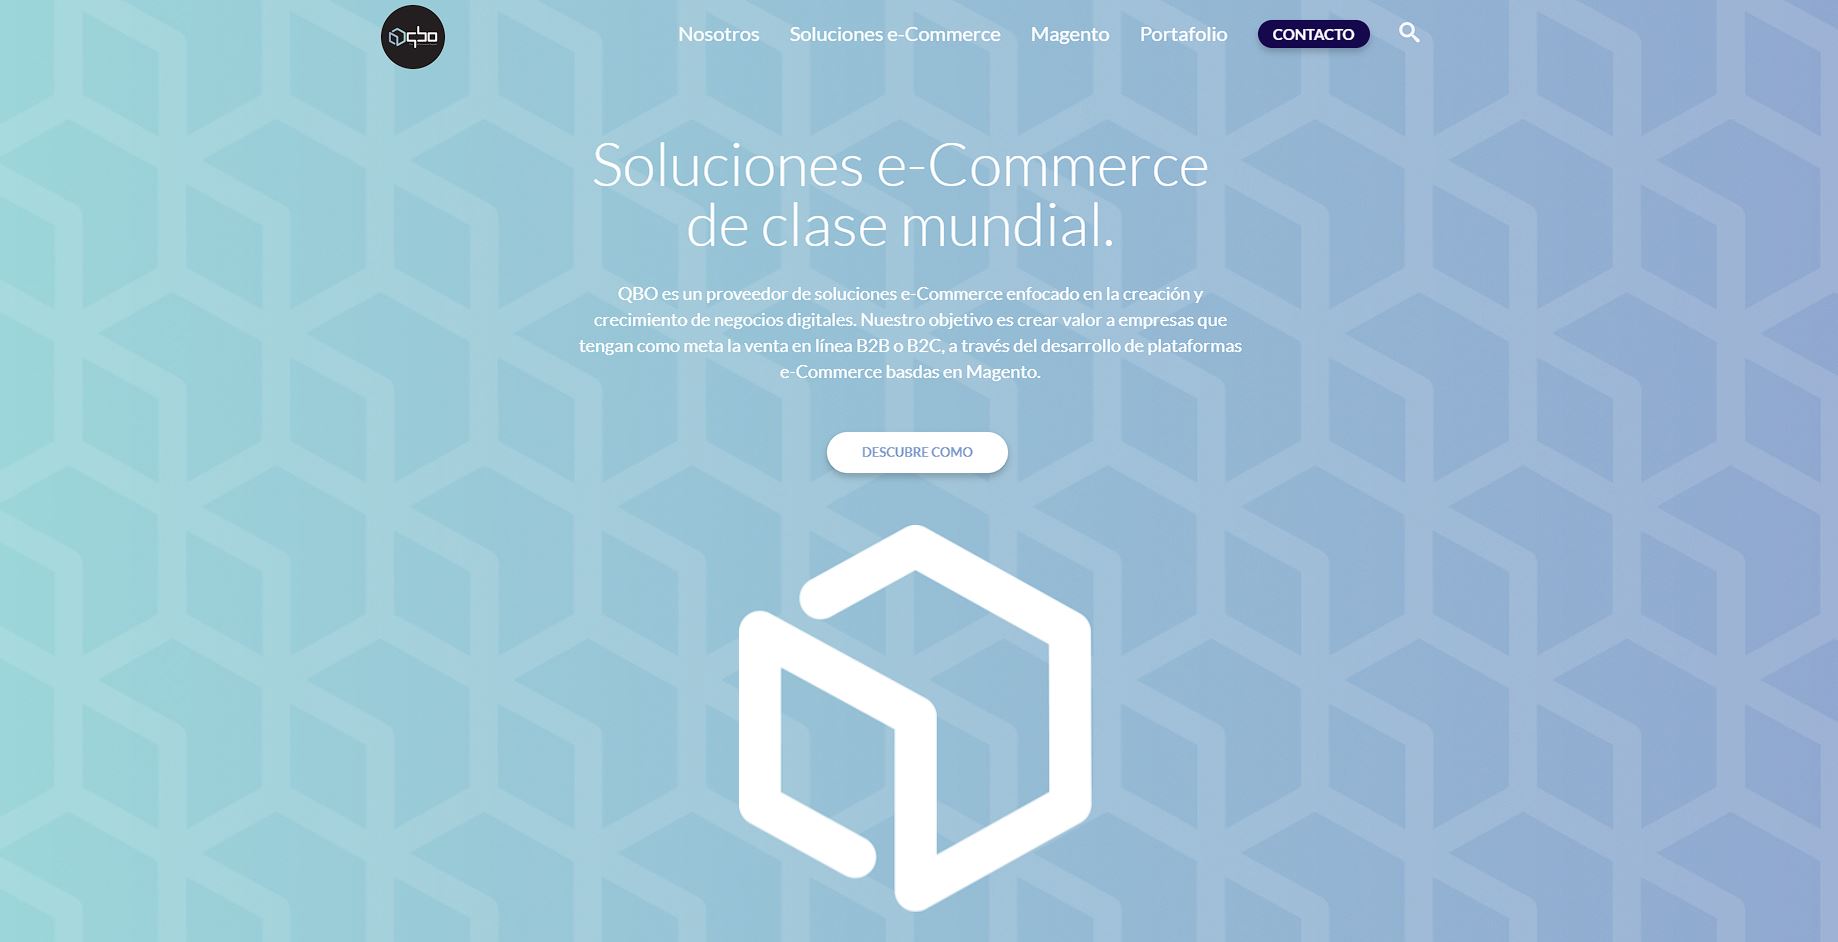 qbo
Nosotros Soluciones e-Commerce Magento Portafolio CONTACTO
Soluciones e-Commerce
de clase mundial.
QBO es un proveedor de soluciones e-Commerce enfocado en la creación y
crecimiento de negocios digitales. Nuestro objetivo es crear valor a empresas que
tengan como meta la venta en línea B2B o B2C, a través del desarrollo de plataformas
e-Commerce basdas en Magento.
DESCUBRE COMO